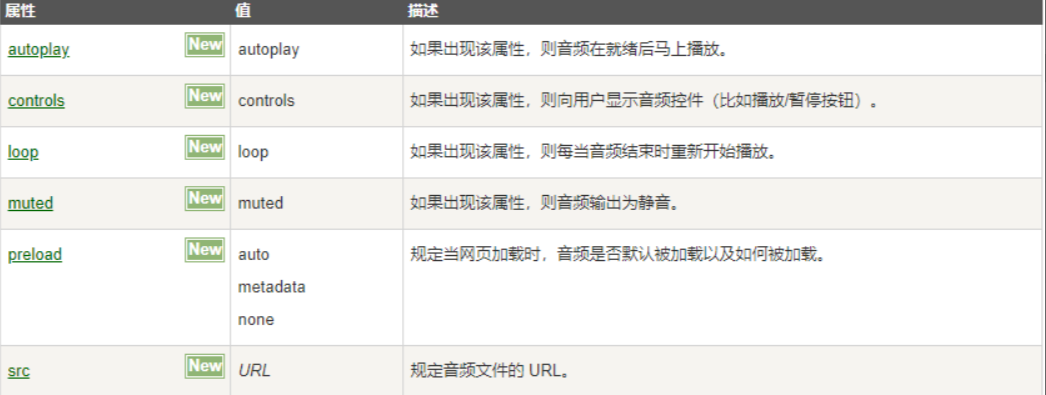 属性 值 描述
autoplay New autoplay 如果出现该属性，则音频在就绪后马上播放。
controls New controls 如果出现该属性，则向用户显示音频控件（比如播放/暂停按钮）。
loop New loop 如果出现该属性，则每当音频结束时重新开始播放。
muted New muted 如果出现该属性，则音频输出为静音。
preload New auto 规定当网页加载时，音频是否默认被加载以及如何被加载。
metadata
none
src New URL 规定音频文件的 URL。